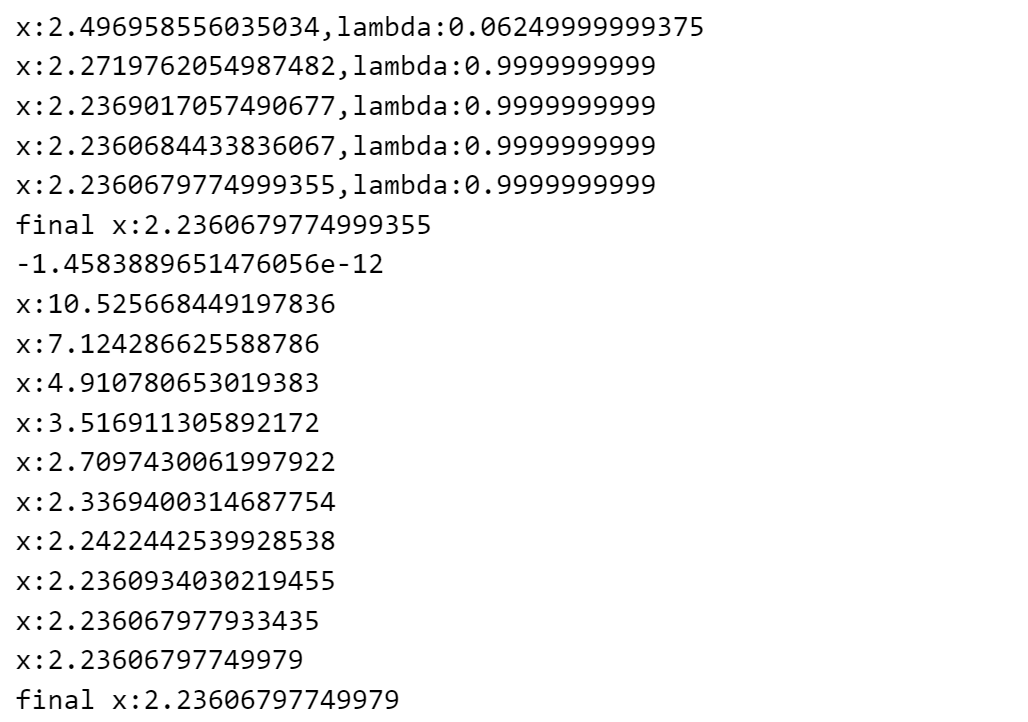 x:2.496958556035034,lambda:0.06249999999375
x:2.2719762054987482,lambda:0.9999999999
x:2.2369017057490677,lambda:0.9999999999
x:2.2360684433836067,lambda:0.9999999999
x:2.2360679774999355,lambda:0.9999999999
final x:2.2360679774999355
-1.4583889651476056e-12
x:10.525668449197836
x:7.124286625588786
x:4.910780653019383
x:3.516911305892172
x:2.7097430061997922
x:2.3369400314687754
x:2.2422442539928538
x:2.2360934030219455
x:2.236067977933435
x:2.23606797749979
final x:2.23606797749979